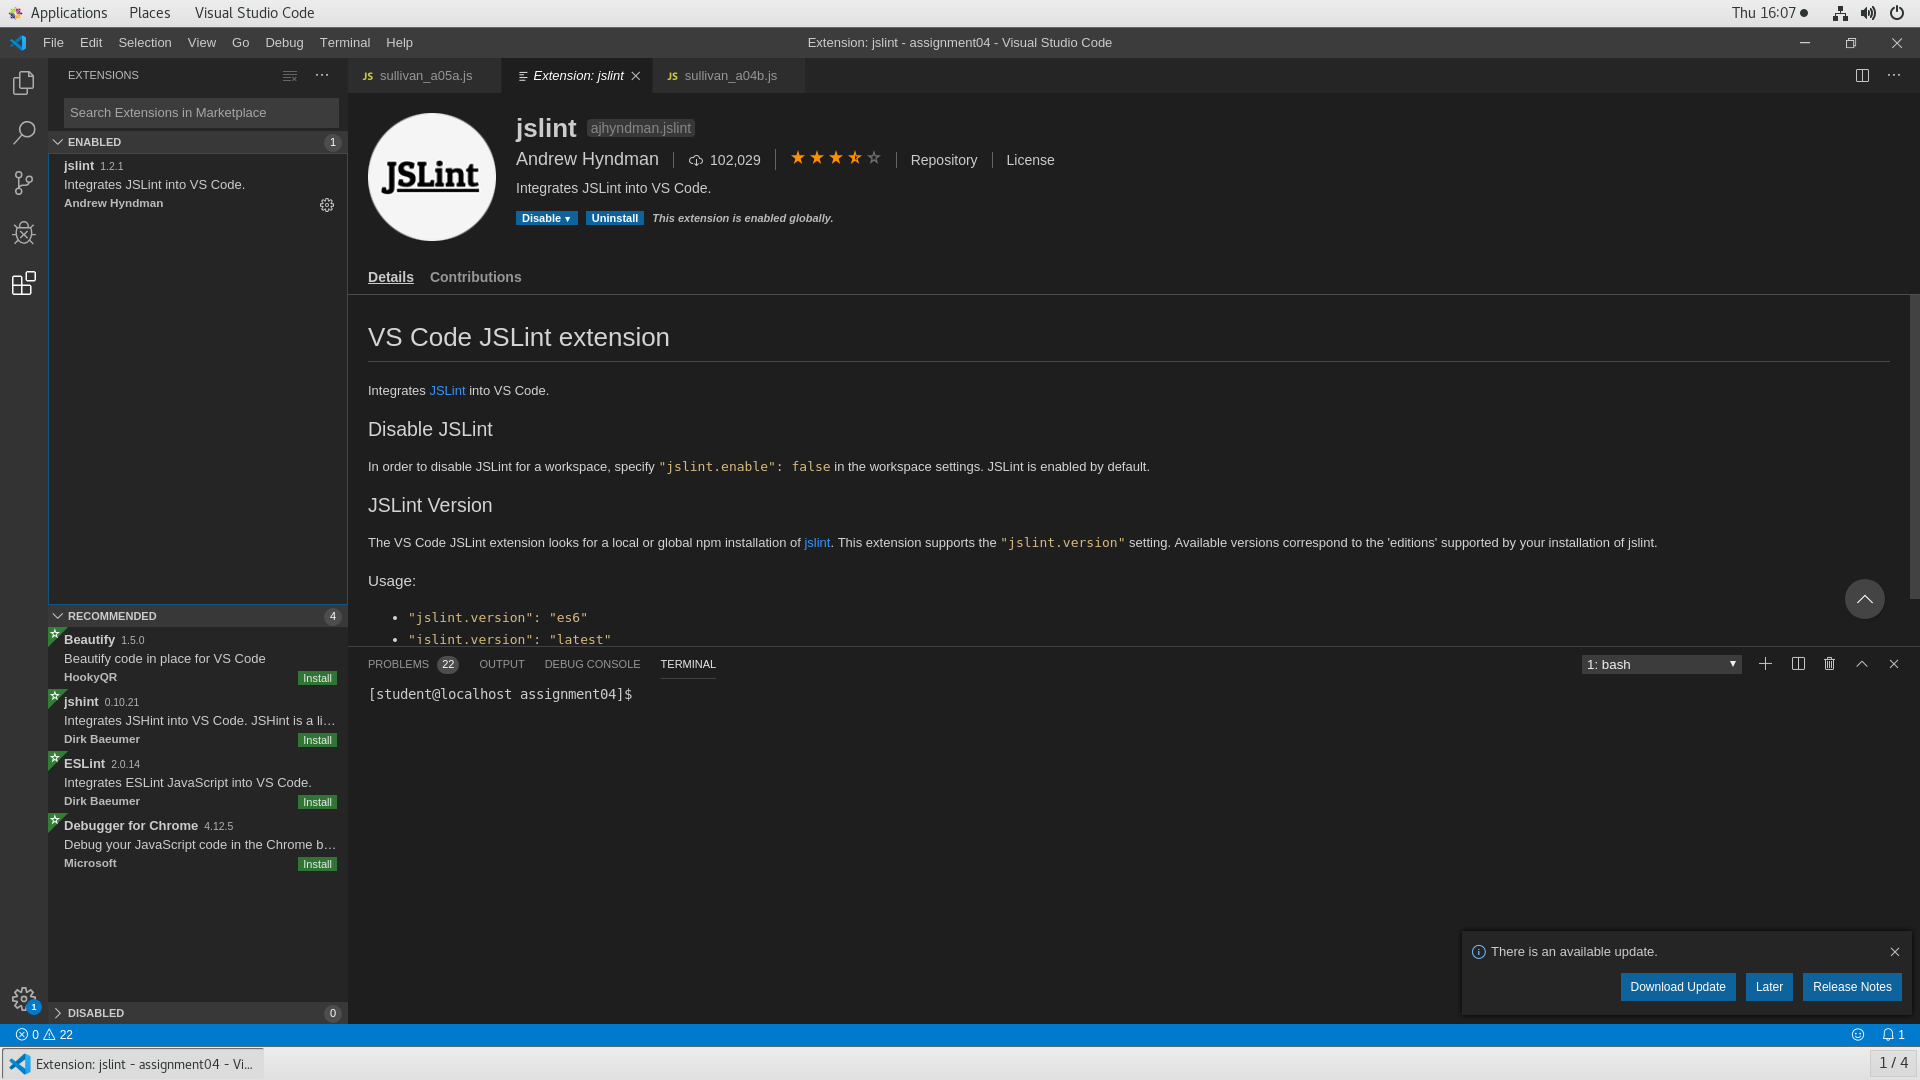 Applications Places Visual Studio Code Thu 16:07
File Edit Selection View Go Debug Terminal Help Extension: jslint - assignment04 - Visual Studio Code
EXTENSIONS
Search Extensions in Marketplace
ENABLED 1
jslint 1.2.1
Integrates JSLint into VS Code.
Andrew Hyndman
RECOMMENDED 4
Beautify 1.5.0
Beautify code in place for VS Code
HookyQR Install
jshint 0.10.21
Integrates JSHint into VS Code. JSHint is a li...
Dirk Baeumer Install
ESLint 2.0.14
Integrates ESLint JavaScript into VS Code.
Dirk Baeumer Install
Debugger for Chrome 4.12.5
Debug your JavaScript code in the Chrome b...
Microsoft Install
DISABLED 0
1
JS sullivan_a05a.js Extension: jslint JS sullivan_a04b.js
JSLint
jslint ajhyndman.jslint
Andrew Hyndman 102,029 Repository License
Integrates JSLint into VS Code.
Disable Uninstall This extension is enabled globally.
Details Contributions
VS Code JSLint extension
Integrates JSLint into VS Code.
Disable JSLint
In order to disable JSLint for a workspace, specify "jslint.enable": false in the workspace settings. JSLint is enabled by default.
JSLint Version
The VS Code JSLint extension looks for a local or global npm installation of jslint. This extension supports the "jslint.version" setting. Available versions correspond to the 'editions' supported by your installation of jslint.
Usage:
• "jslint.version": "es6"
• "jslint.version": "latest"
PROBLEMS 22 OUTPUT DEBUG CONSOLE TERMINAL 1: bash
[student@localhost assignment04]$
There is an available update.
Download Update Later Release Notes
0 22 1
Extension: jslint - assignment04 - Vi... 1 / 4